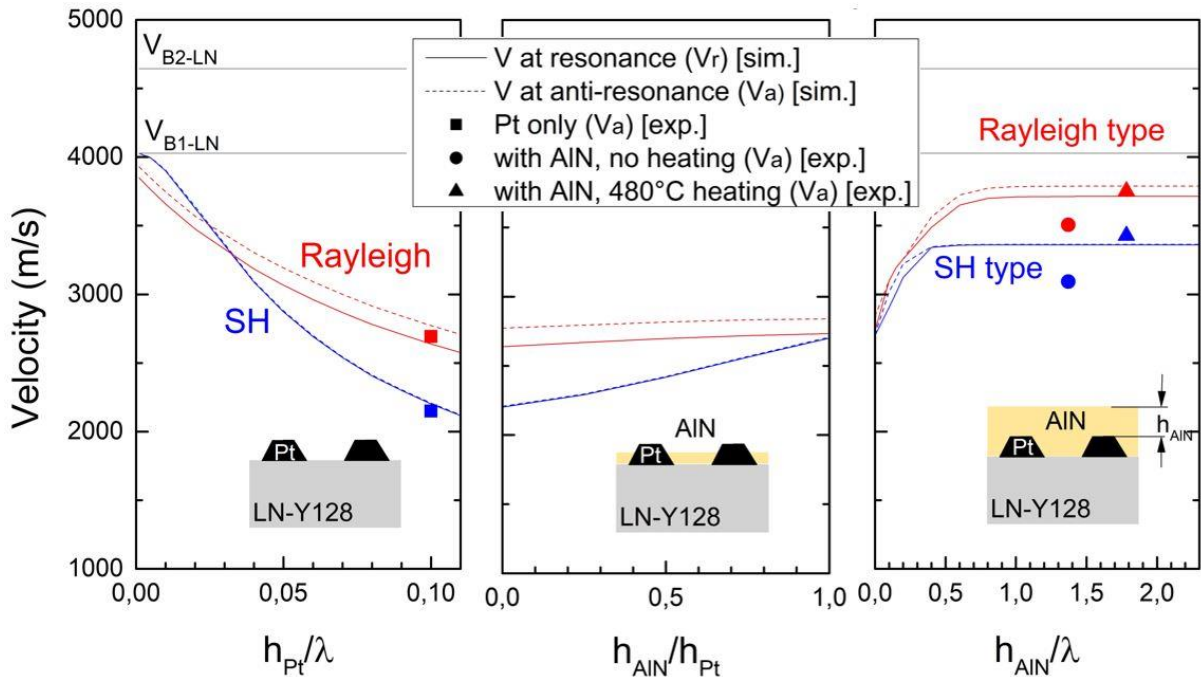 5000
4000
3000
2000
1000
Velocity (m/s)
V_B2-LN
V_B1-LN
V at resonance (Vr) [sim.]
V at anti-resonance (Va) [sim.]
Pt only (Va) [exp.]
with AlN, no heating (Va) [exp.]
with AlN, 480°C heating (Va) [exp.]
Rayleigh
SH
Pt
LN-Y128
AlN
Pt
LN-Y128
Rayleigh type
SH type
AlN
h_AlN
Pt
LN-Y128
0,00 0,05 0,10
0,0 0,5 1,0
0,0 0,5 1,0 1,5 2,0
h_Pt/λ
h_AlN/h_Pt
h_AlN/λ